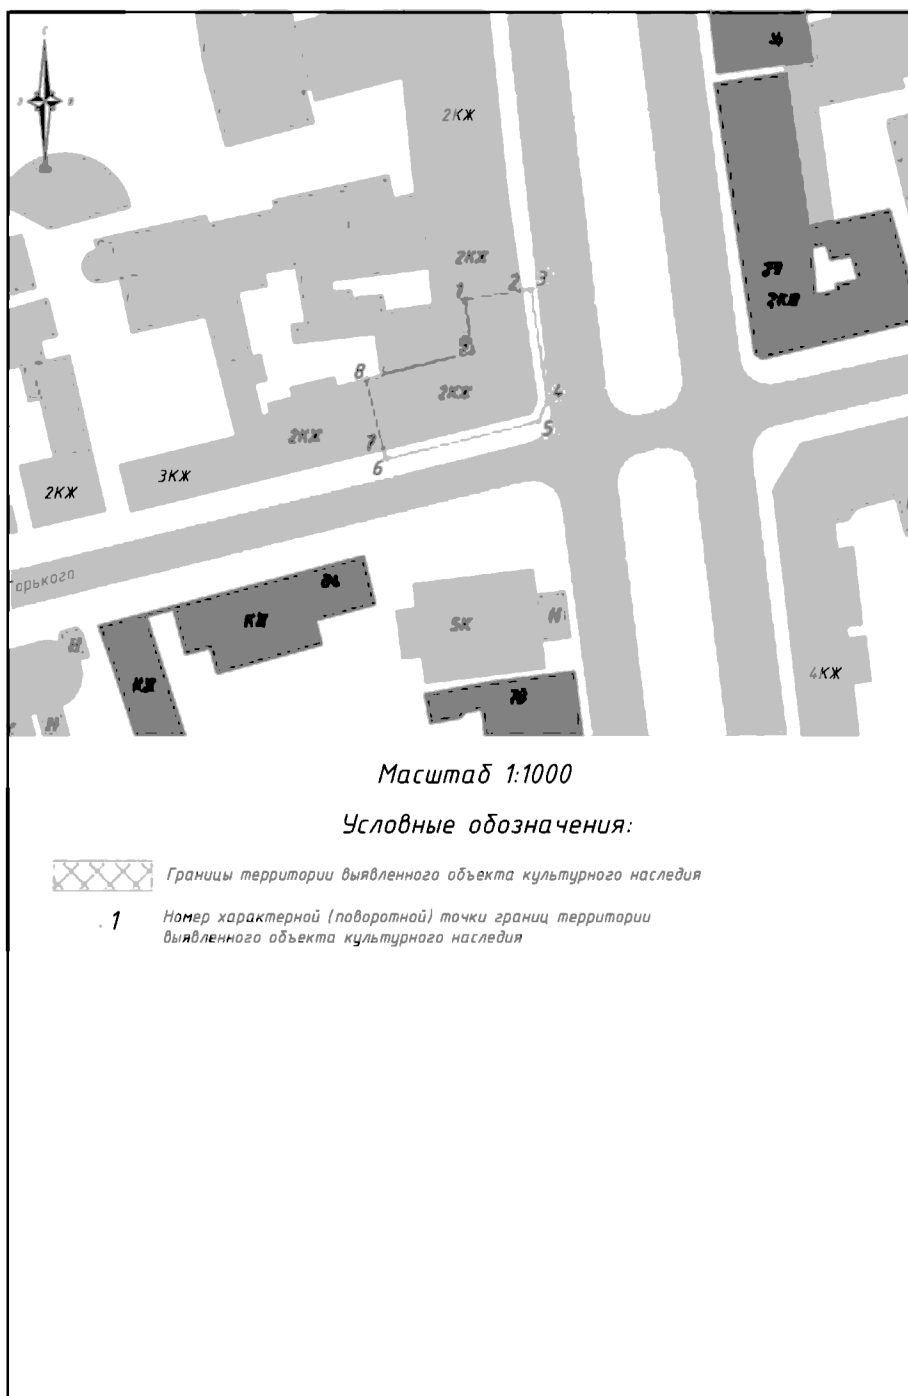 С
2КЖ
2КЖ
1
2
3
2КЖ
8
2КЖ
4
5
2КЖ
7
6
3КЖ
2КЖ
орького
КЖ
5К
Н
КЖ
4КЖ
Н
Масштаб 1:1000
Условные обозначения:
Границы территории выявленного объекта культурного наследия
1 Номер характерной (поворотной) точки границ территории
выявленного объекта культурного наследия